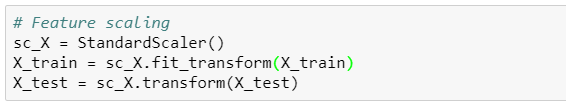 # Feature scaling
sc_X = StandardScaler()
X_train = sc_X.fit_transform(X_train)
X_test = sc_X.transform(X_test)